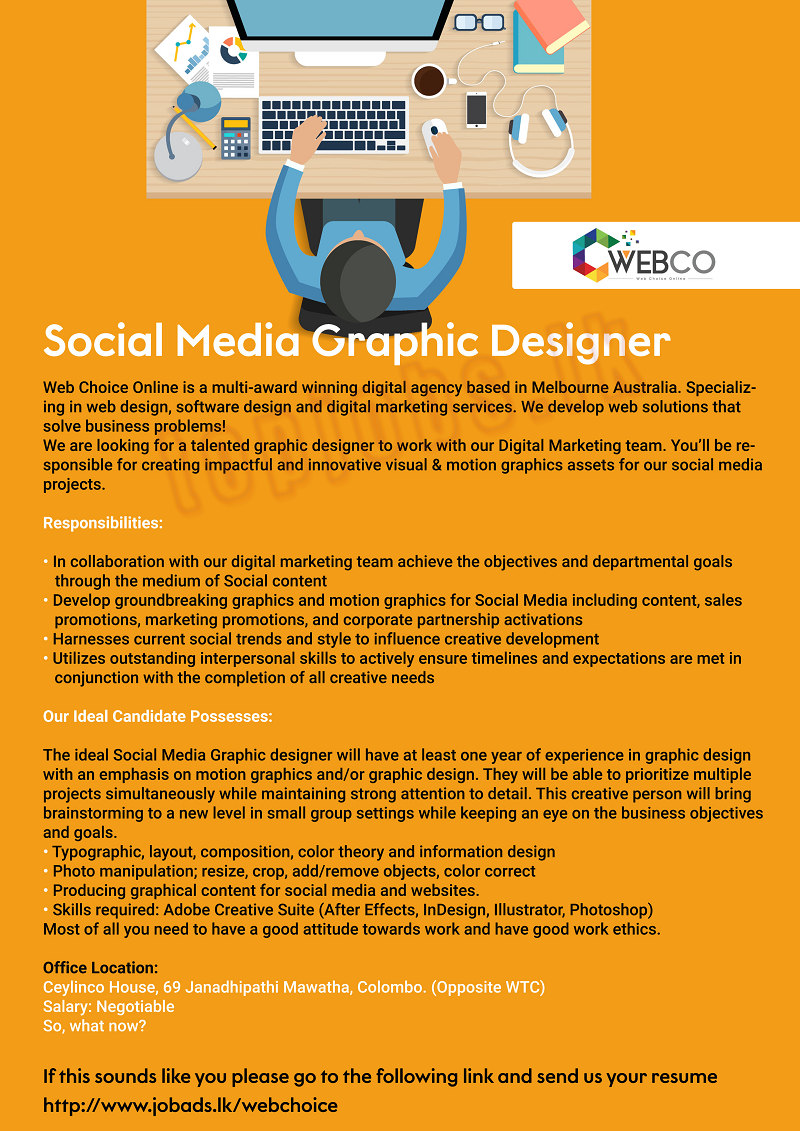 WEBCO
Web Choice Online
Social Media Graphic Designer
Web Choice Online is a multi-award winning digital agency based in Melbourne Australia. Specializ-
ing in web design, software design and digital marketing services. We develop web solutions that
solve business problems!
We are looking for a talented graphic designer to work with our Digital Marketing team. You’ll be re-
sponsible for creating impactful and innovative visual & motion graphics assets for our social media
projects.
topjobs.lk
Responsibilities:
• In collaboration with our digital marketing team achieve the objectives and departmental goals
through the medium of Social content
• Develop groundbreaking graphics and motion graphics for Social Media including content, sales
promotions, marketing promotions, and corporate partnership activations
• Harnesses current social trends and style to influence creative development
• Utilizes outstanding interpersonal skills to actively ensure timelines and expectations are met in
conjunction with the completion of all creative needs
Our Ideal Candidate Possesses:
The ideal Social Media Graphic designer will have at least one year of experience in graphic design
with an emphasis on motion graphics and/or graphic design. They will be able to prioritize multiple
projects simultaneously while maintaining strong attention to detail. This creative person will bring
brainstorming to a new level in small group settings while keeping an eye on the business objectives
and goals.
• Typographic, layout, composition, color theory and information design
• Photo manipulation; resize, crop, add/remove objects, color correct
• Producing graphical content for social media and websites.
• Skills required: Adobe Creative Suite (After Effects, InDesign, Illustrator, Photoshop)
Most of all you need to have a good attitude towards work and have good work ethics.
Office Location:
Ceylinco House, 69 Janadhipathi Mawatha, Colombo. (Opposite WTC)
Salary: Negotiable
So, what now?
If this sounds like you please go to the following link and send us your resume
http://www.jobads.lk/webchoice